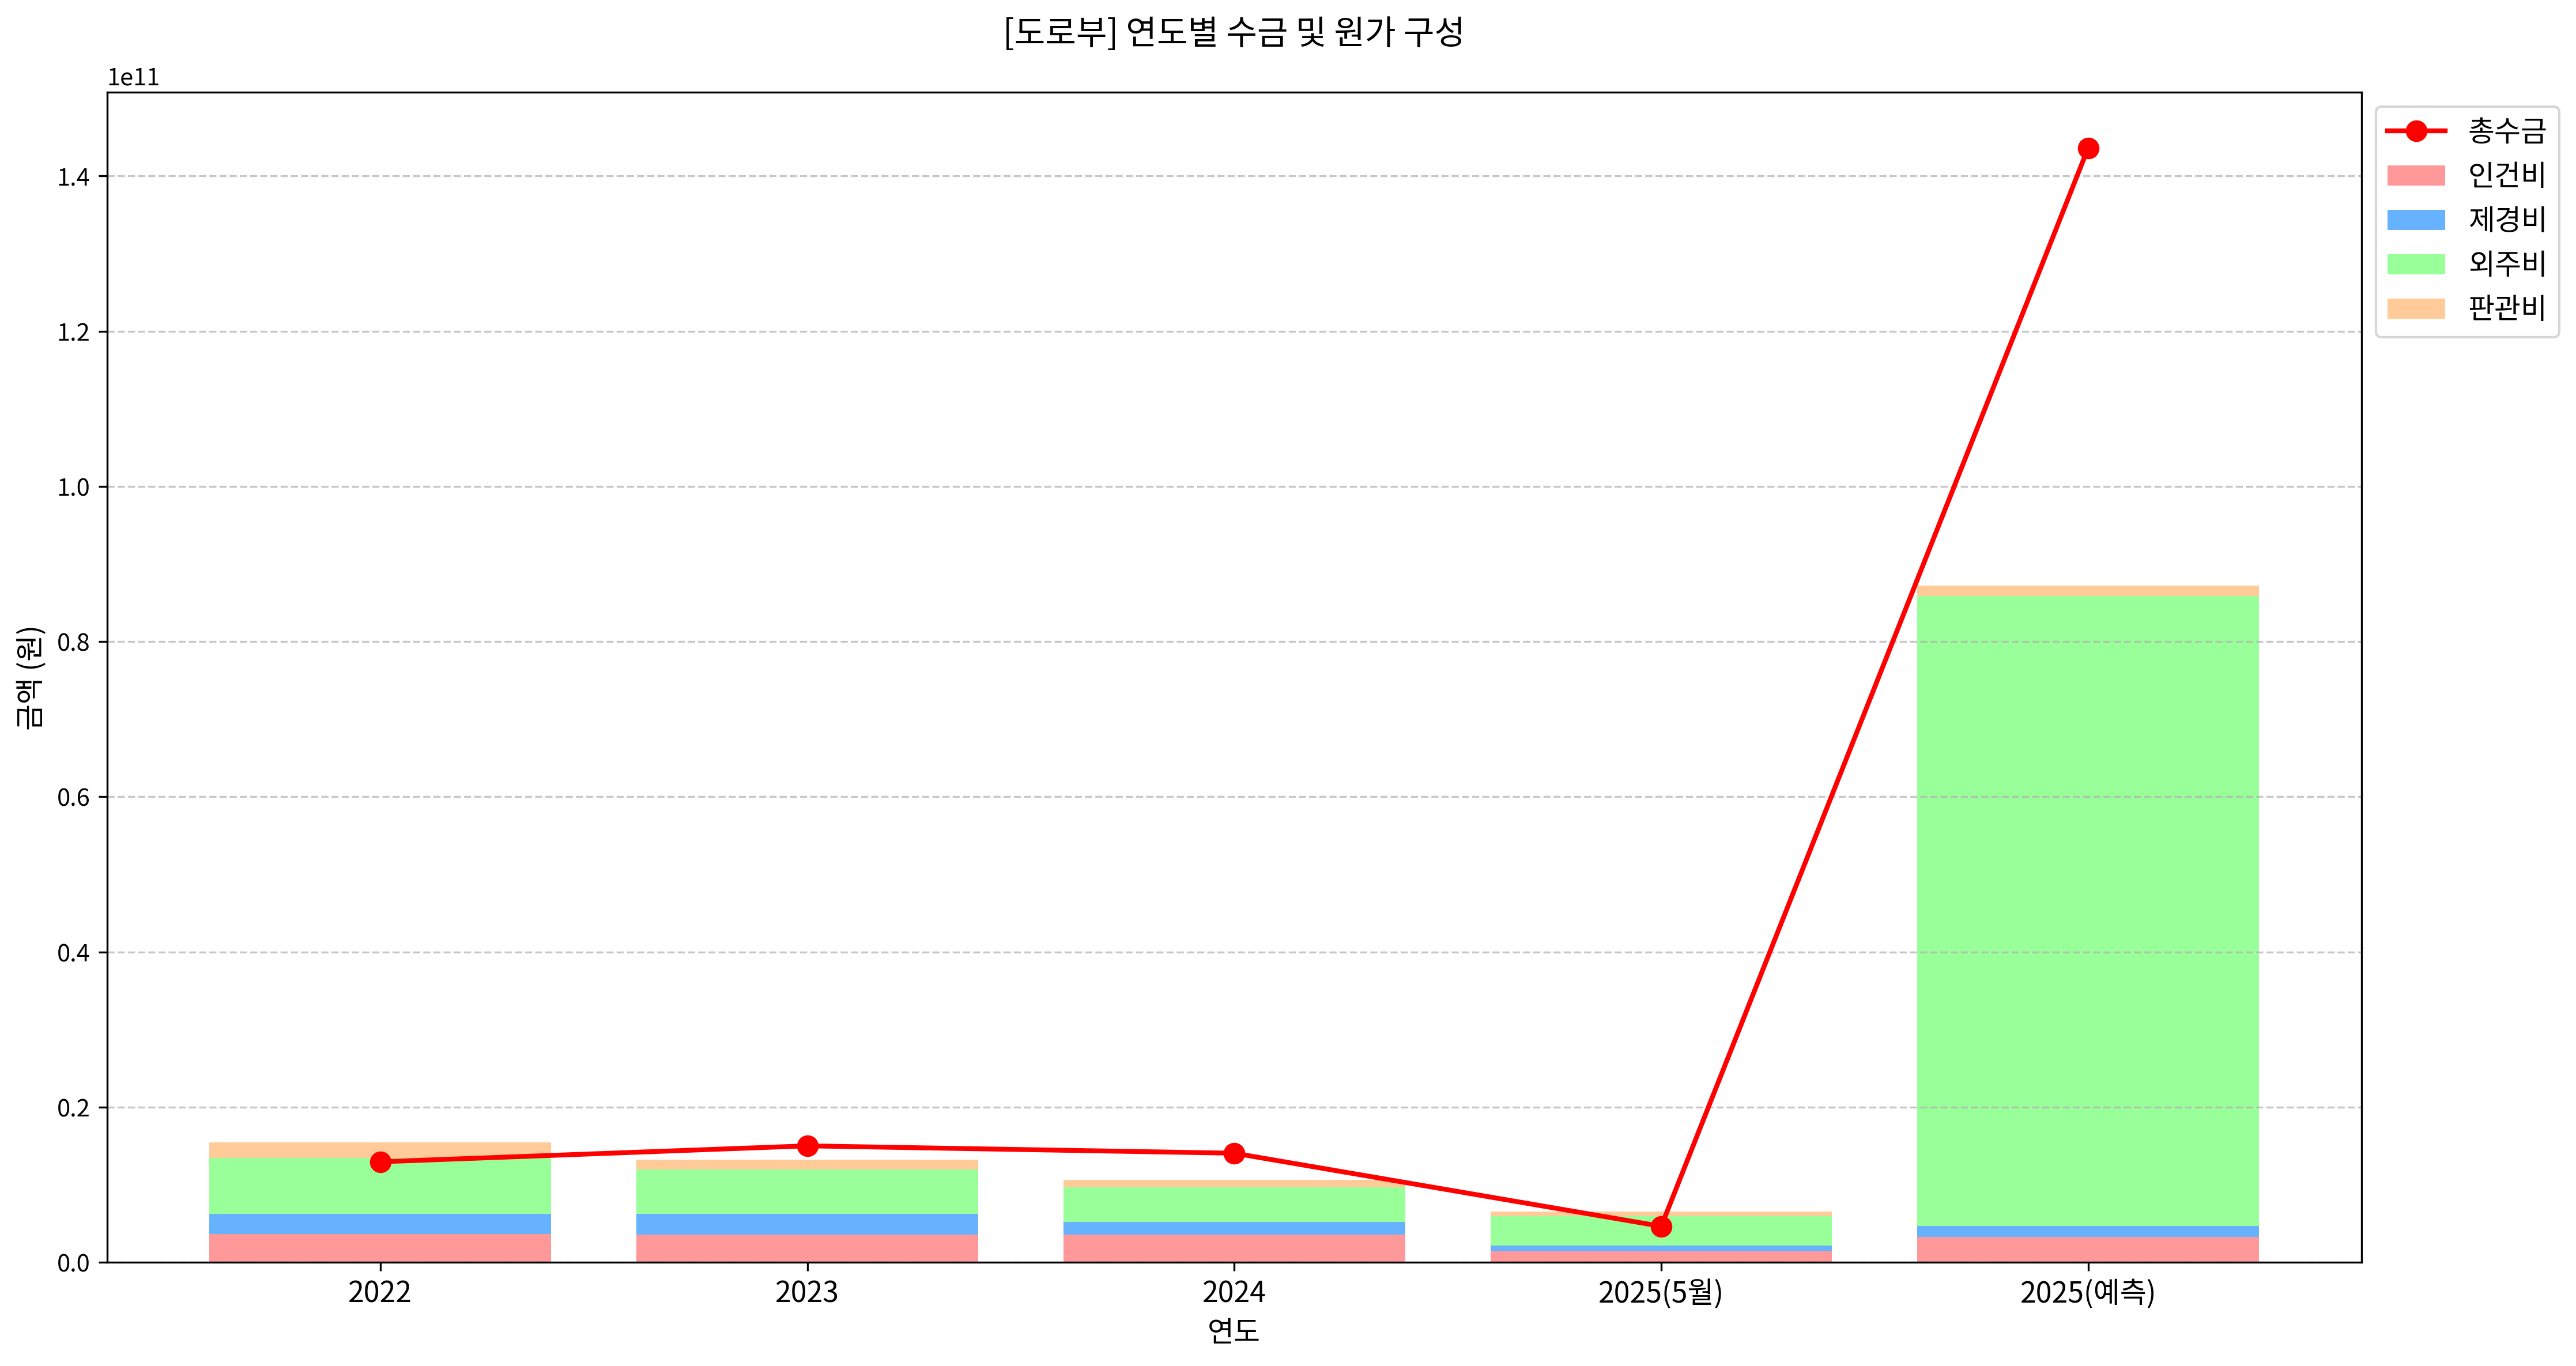 [도로부] 연도별 수금 및 원가 구성
1e11
총수금
인건비
제경비
외주비
판관비
1.4
1.2
1.0
0.8
0.6
0.4
0.2
0.0
금액 (원)
2022
2023
2024
2025(5월)
2025(예측)
연도